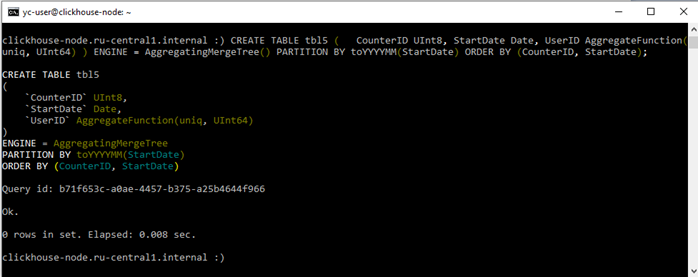 yc-user@clickhouse-node: ~
clickhouse-node.ru-central1.internal :) CREATE TABLE tbl5 (   CounterID UInt8, StartDate Date, UserID AggregateFunction(
uniq, UInt64) ) ENGINE = AggregatingMergeTree() PARTITION BY toYYYYMM(StartDate) ORDER BY (CounterID, StartDate);
CREATE TABLE tbl5
(
    `CounterID` UInt8,
    `StartDate` Date,
    `UserID` AggregateFunction(uniq, UInt64)
)
ENGINE = AggregatingMergeTree
PARTITION BY toYYYYMM(StartDate)
ORDER BY (CounterID, StartDate)
Query id: b71f653c-a0ae-4457-b375-a25b4644f966
Ok.
0 rows in set. Elapsed: 0.008 sec.
clickhouse-node.ru-central1.internal :)